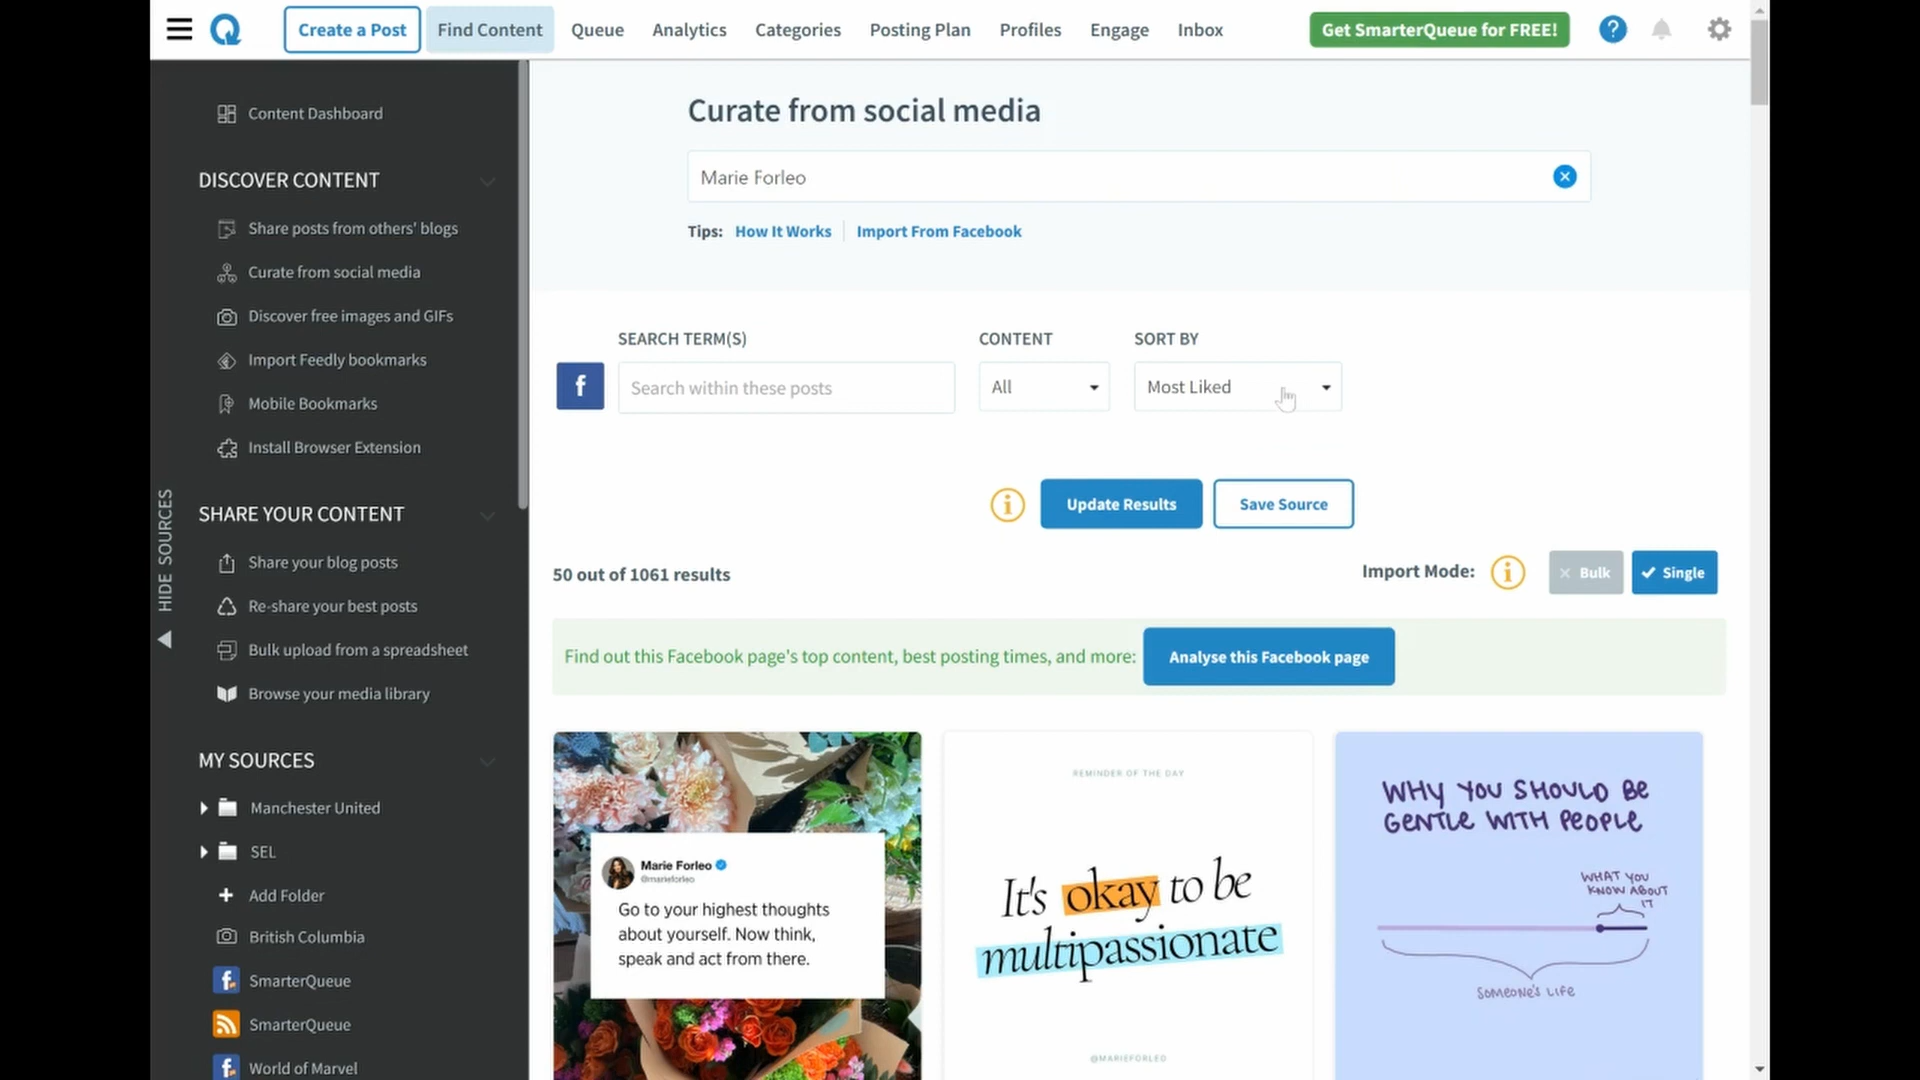 Create a Post
Find Content
Queue
Analytics
Categories
Posting Plan
Profiles
Engage
Inbox
Get SmarterQueue for FREE!
?
Content Dashboard
DISCOVER CONTENT
Share posts from others' blogs
Curate from social media
Discover free images and GIFs
Import Feedly bookmarks
Mobile Bookmarks
Install Browser Extension
SHARE YOUR CONTENT
Share your blog posts
Re-share your best posts
Bulk upload from a spreadsheet
Browse your media library
MY SOURCES
Manchester United
SEL
Add Folder
British Columbia
SmarterQueue
SmarterQueue
World of Marvel
HIDE SOURCES
Curate from social media
Marie Forleo
Tips: How It Works Import From Facebook
SEARCH TERM(S)
CONTENT
SORT BY
f
Search within these posts
All
Most Liked
i
Update Results
Save Source
50 out of 1061 results
Import Mode:
i
Bulk
Single
Find out this Facebook page's top content, best posting times, and more:
Analyse this Facebook page
Marie Forleo
@marieforleo
Go to your highest thoughts
about yourself. Now think,
speak and act from there.
REMINDER OF THE DAY
It's okay to be
multipassionate
@MARIEFORLEO
WHY YOU SHOULD BE
GENTLE WITH PEOPLE
WHAT YOU
KNOW ABOUT
IT
SOMEONE'S LIFE